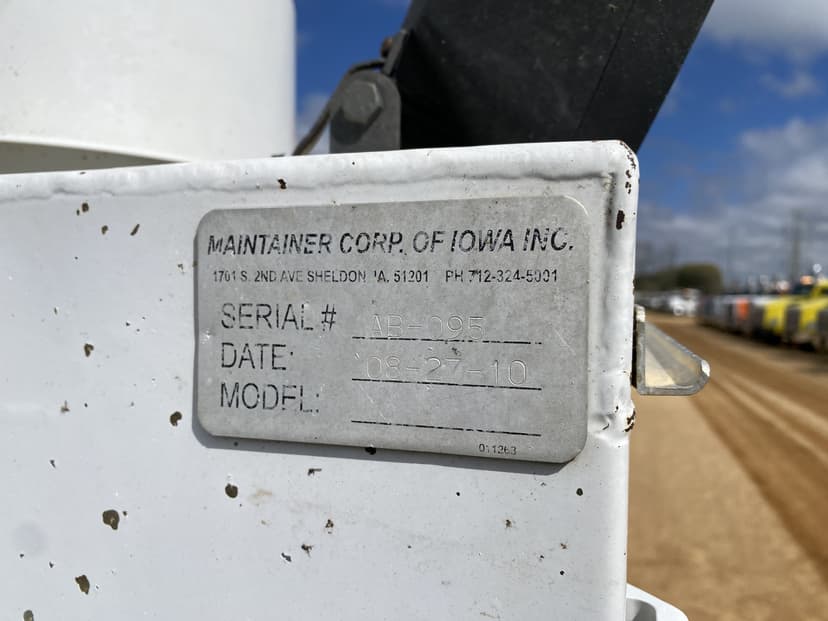 MAINTAINER CORP. OF IOWA INC.
1701 S. 2ND AVE SHELDON IA. 51201 PH 712-324-5001
SERIAL # AB-095
DATE: 08-27-10
MODEL:
011263